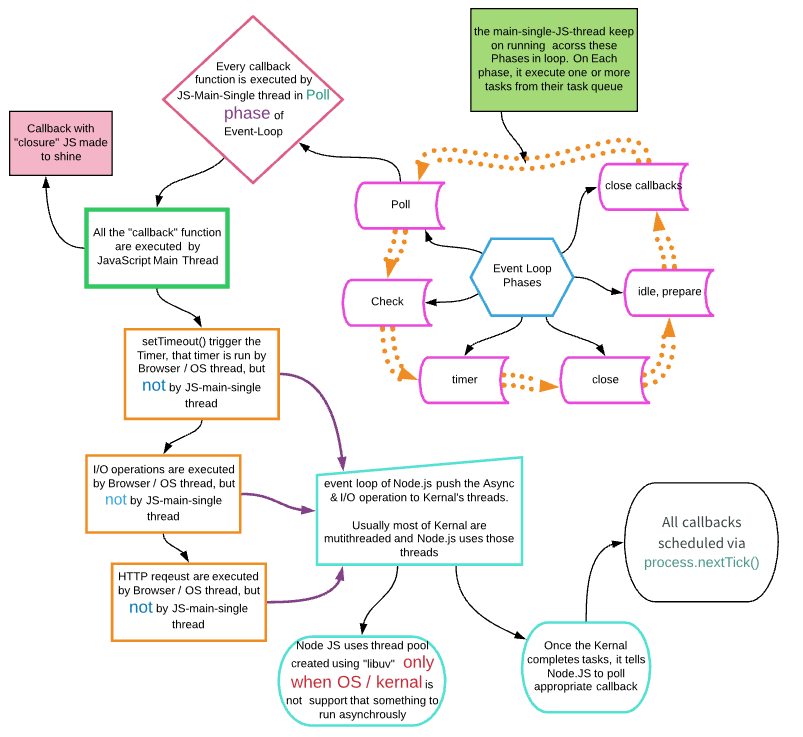 the main-single-JS-thread keep
on running acorss these
Phases in loop. On Each
phase, it execute one or more
tasks from their task queue
Every callback
function is executed by
JS-Main-Single thread in Poll
phase of
Event-Loop
Callback with
"closure" JS made
to shine
close callbacks
Poll
All the "callback" function
are executed by
JavaScript Main Thread
Event Loop
Phases
idle, prepare
Check
timer
close
setTimeout() trigger the
Timer, that timer is run by
Browser / OS thread, but
not by JS-main-single
thread
I/O operations are executed
by Browser / OS thread, but
not by JS-main-single
thread
event loop of Node.js push the Async
& I/O operation to Kernal's threads.
Usually most of Kernal are
mutithreaded and Node.js uses those
threads
All callbacks
scheduled via
process.nextTick()
HTTP reqeust are executed
by Browser / OS thread, but
not by JS-main-single
thread
Node JS uses thread pool
created using "libuv" only
when OS / kernal is
not support that something to
run asynchrously
Once the Kernal
completes tasks, it tells
Node.JS to poll
appropriate callback